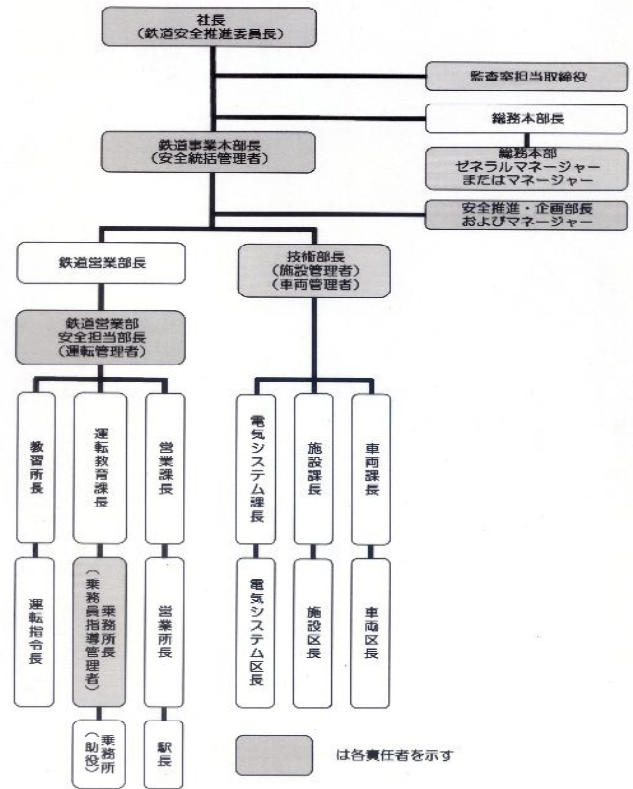 社長
(鉄道安全推進委員長)
監査室担当取締役
総務本部長
鉄道事業本部長
(安全統括管理者)
総務本部
ゼネラルマネージャー
またはマネージャー
安全推進・企画部長
およびマネージャー
鉄道営業部長
技術部長
(施設管理者)
(車両管理者)
鉄道営業部
安全担当部長
(運転管理者)
教習所長
運転教育課長
営業課長
電気システム課長
施設課長
車両課長
運転指令長
乗務所長
(乗務員指導管理者)
営業所長
電気システム区長
施設区長
車両区長
乗務所
(助役)
駅長
は各責任者を示す